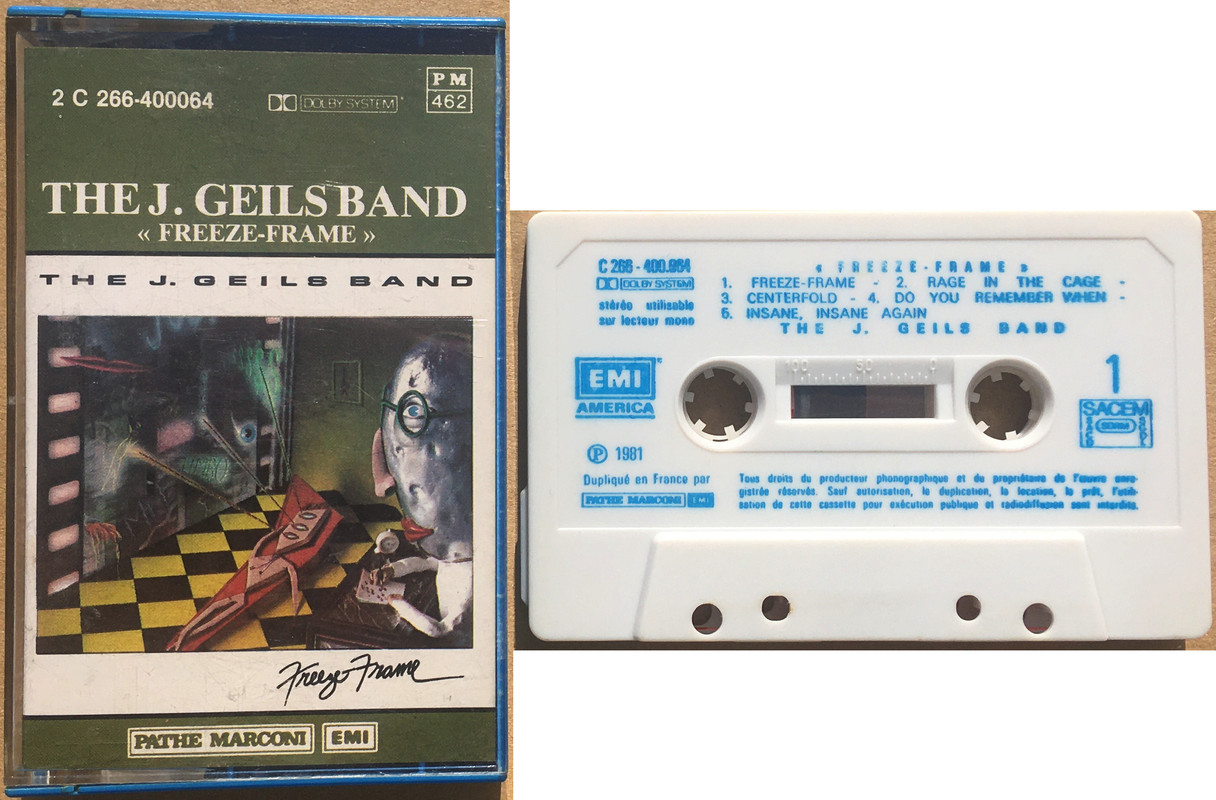 2 C 266-400064
DOLBY SYSTEM
PM
462
THE J. GEILS BAND
« FREEZE-FRAME »
THE J. GEILS BAND
Freeze-Frame
PATHE MARCONI EMI
C 266 - 400.064
DOLBY SYSTEM
stéréo utilisable
sur lecteur mono
« FREEZE-FRAME »
1. FREEZE-FRAME - 2. RAGE IN THE CAGE -
3. CENTERFOLD - 4. DO YOU REMEMBER WHEN -
5. INSANE, INSANE AGAIN
THE J. GEILS BAND
100 50 0
EMI
AMERICA
1
SACEM
Ⓟ 1981
Dupliqué en France par
PATHE MARCONI EMI
Tous droits du producteur phonographique et du propriétaire de l'œuvre enre-
gistrée réservés. Sauf autorisation, la duplication, la location, le prêt, l'utili-
sation de cette cassette pour exécution publique et radiodiffusion sont interdits.